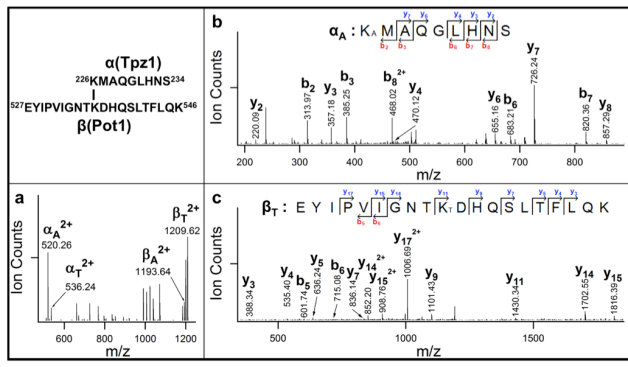 α(Tpz1)
226KMAQGLHNS234
527EYIPVIGNTKDHQSLTFLQK546
β(Pot1)
b
αA : KAMAQGLHNS
y7 y6 y4 y3 y2
b2 b3 b6 b7 b8
Ion Counts
y2 220.09
b2 313.97
y3 357.18
b3 385.25
b8 2+ 468.02
y4 470.12
y6 655.16
b6 683.21
y7 726.24
b7 820.36
y8 857.29
200 300 400 500 600 700 800
m/z
a
Ion Counts
αA 2+
520.26
αT 2+
536.24
βA 2+
1193.64
βT 2+
1209.62
600 800 1000 1200
m/z
c
βT : EYIPVIGNTKTDHQSLTFLQK
y17 y15 y14 y11 y9 y7 y5 y4 y3
b5 b6
Ion Counts
y3 388.34
y4 535.40
b5 601.74
y5 636.24
b6 715.08
y7 836.14
y14 2+ 852.20
y15 2+ 908.76
y17 2+ 1006.69
y9 1101.43
y11 1430.34
y14 1702.55
y15 1816.39
500 1000 1500
m/z